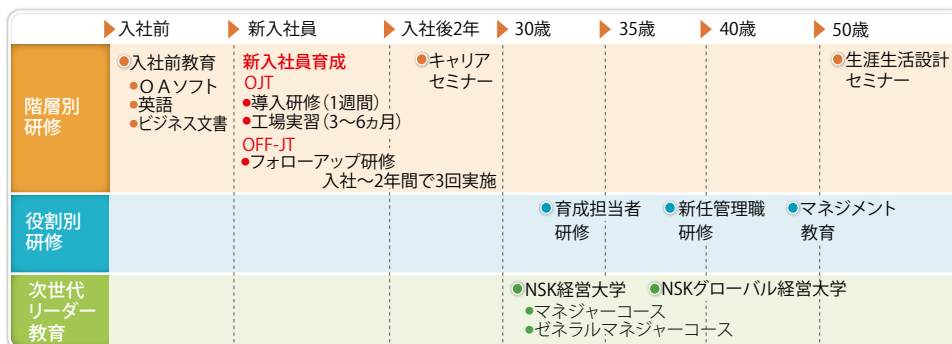 入社前 新入社員 入社後2年 30歳 35歳 40歳 50歳
階層別
研修
入社前教育
ＯＡソフト
英語
ビジネス文書
新入社員育成
OJT
導入研修（1週間）
工場実習（3〜6ヵ月）
OFF-JT
フォローアップ研修
入社〜2年間で3回実施
キャリア
セミナー
生涯生活設計
セミナー
役割別
研修
育成担当者
研修
新任管理職
研修
マネジメント
教育
次世代
リーダー
教育
NSK経営大学
マネジャーコース
ゼネラルマネジャーコース
NSKグローバル経営大学